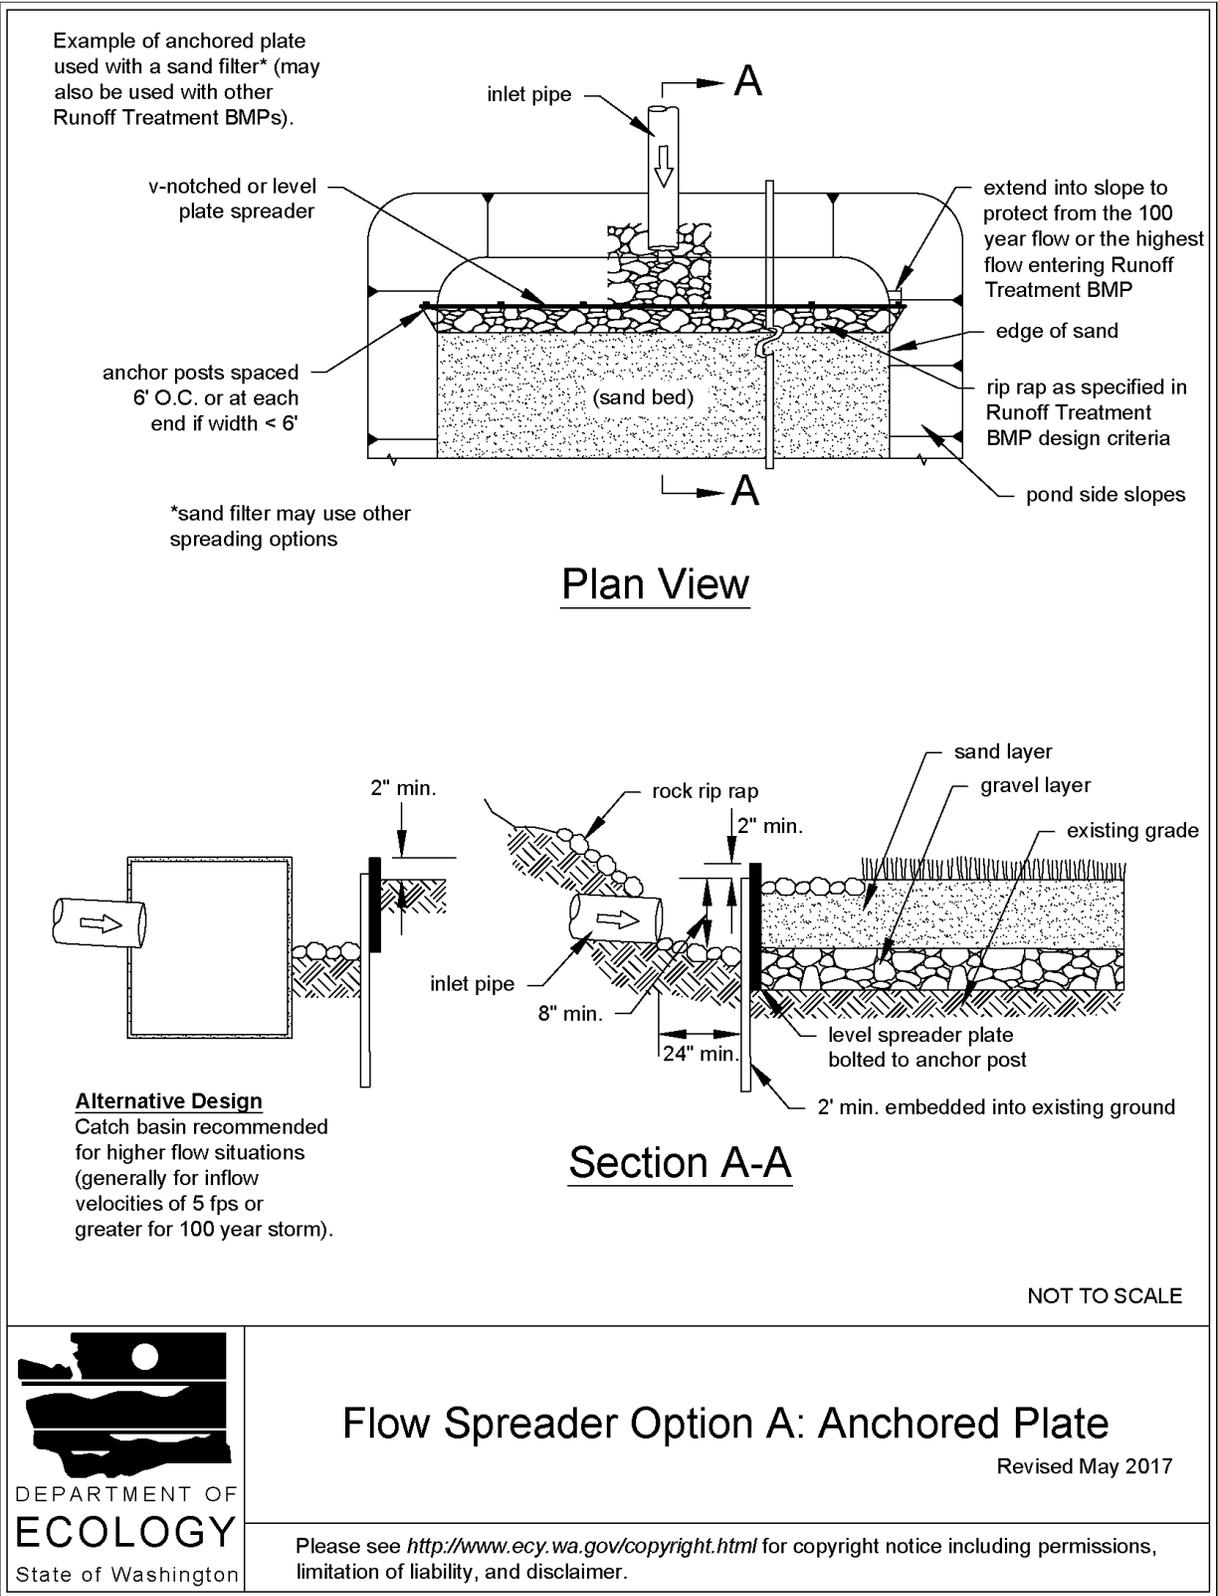 Example of anchored plate
used with a sand filter* (may
also be used with other
Runoff Treatment BMPs).
inlet pipe
A
v-notched or level
plate spreader
extend into slope to
protect from the 100
year flow or the highest
flow entering Runoff
Treatment BMP
edge of sand
anchor posts spaced
6' O.C. or at each
end if width < 6'
(sand bed)
rip rap as specified in
Runoff Treatment
BMP design criteria
A
pond side slopes
*sand filter may use other
spreading options
Plan View
sand layer
gravel layer
2" min.
rock rip rap
2" min.
existing grade
inlet pipe
8" min.
24" min.
level spreader plate
bolted to anchor post
2' min. embedded into existing ground
Alternative Design
Catch basin recommended
for higher flow situations
(generally for inflow
velocities of 5 fps or
greater for 100 year storm).
Section A-A
NOT TO SCALE
DEPARTMENT OF
ECOLOGY
State of Washington
Flow Spreader Option A: Anchored Plate
Revised May 2017
Please see http://www.ecy.wa.gov/copyright.html for copyright notice including permissions,
limitation of liability, and disclaimer.